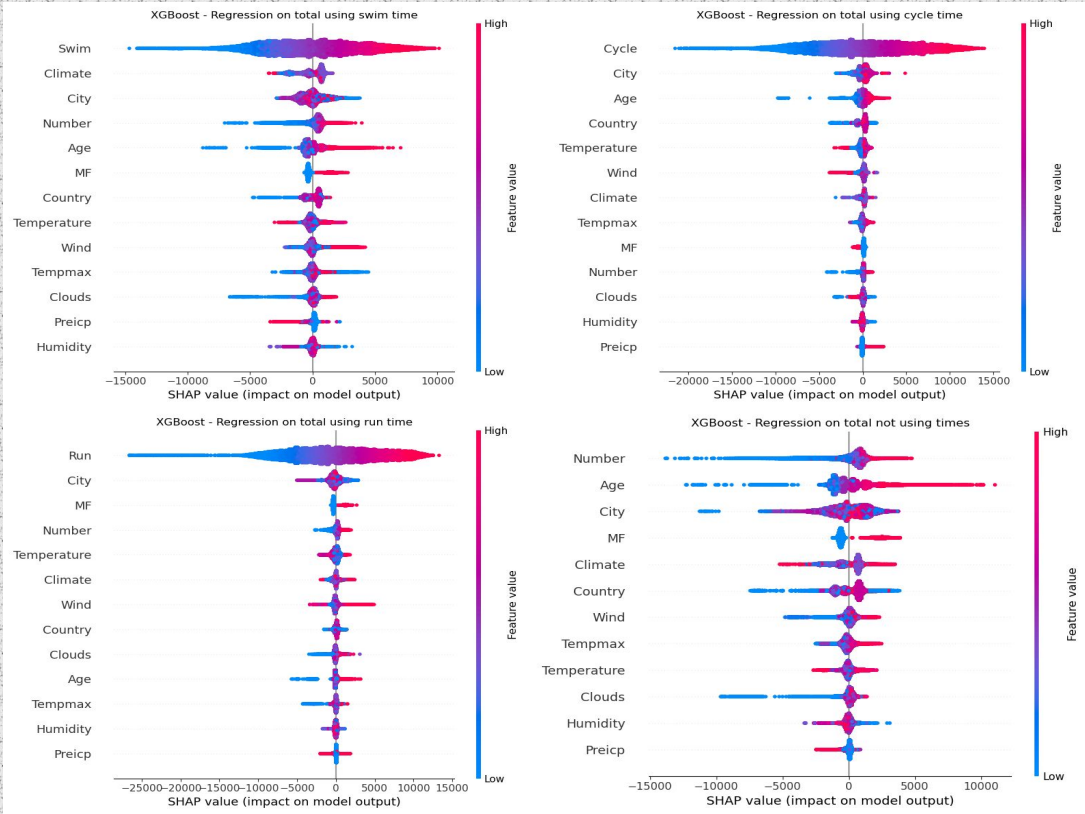 XGBoost - Regression on total using swim time
High
Swim
Climate
City
Number
Age
MF
Country
Temperature
Wind
Tempmax
Clouds
Preicp
Humidity
Feature value
Low
−15000 −10000 −5000 0 5000 10000
SHAP value (impact on model output)
XGBoost - Regression on total using cycle time
High
Cycle
City
Age
Country
Temperature
Wind
Climate
Tempmax
MF
Number
Clouds
Humidity
Preicp
Feature value
Low
−20000 −15000 −10000 −5000 0 5000 10000 15000
SHAP value (impact on model output)
XGBoost - Regression on total using run time
High
Run
City
MF
Number
Temperature
Climate
Wind
Country
Clouds
Age
Tempmax
Humidity
Preicp
Feature value
Low
−25000−20000−15000−10000−5000 0 5000 10000 15000
SHAP value (impact on model output)
XGBoost - Regression on total not using times
High
Number
Age
City
MF
Climate
Country
Wind
Tempmax
Temperature
Clouds
Humidity
Preicp
Feature value
Low
−15000 −10000 −5000 0 5000 10000
SHAP value (impact on model output)